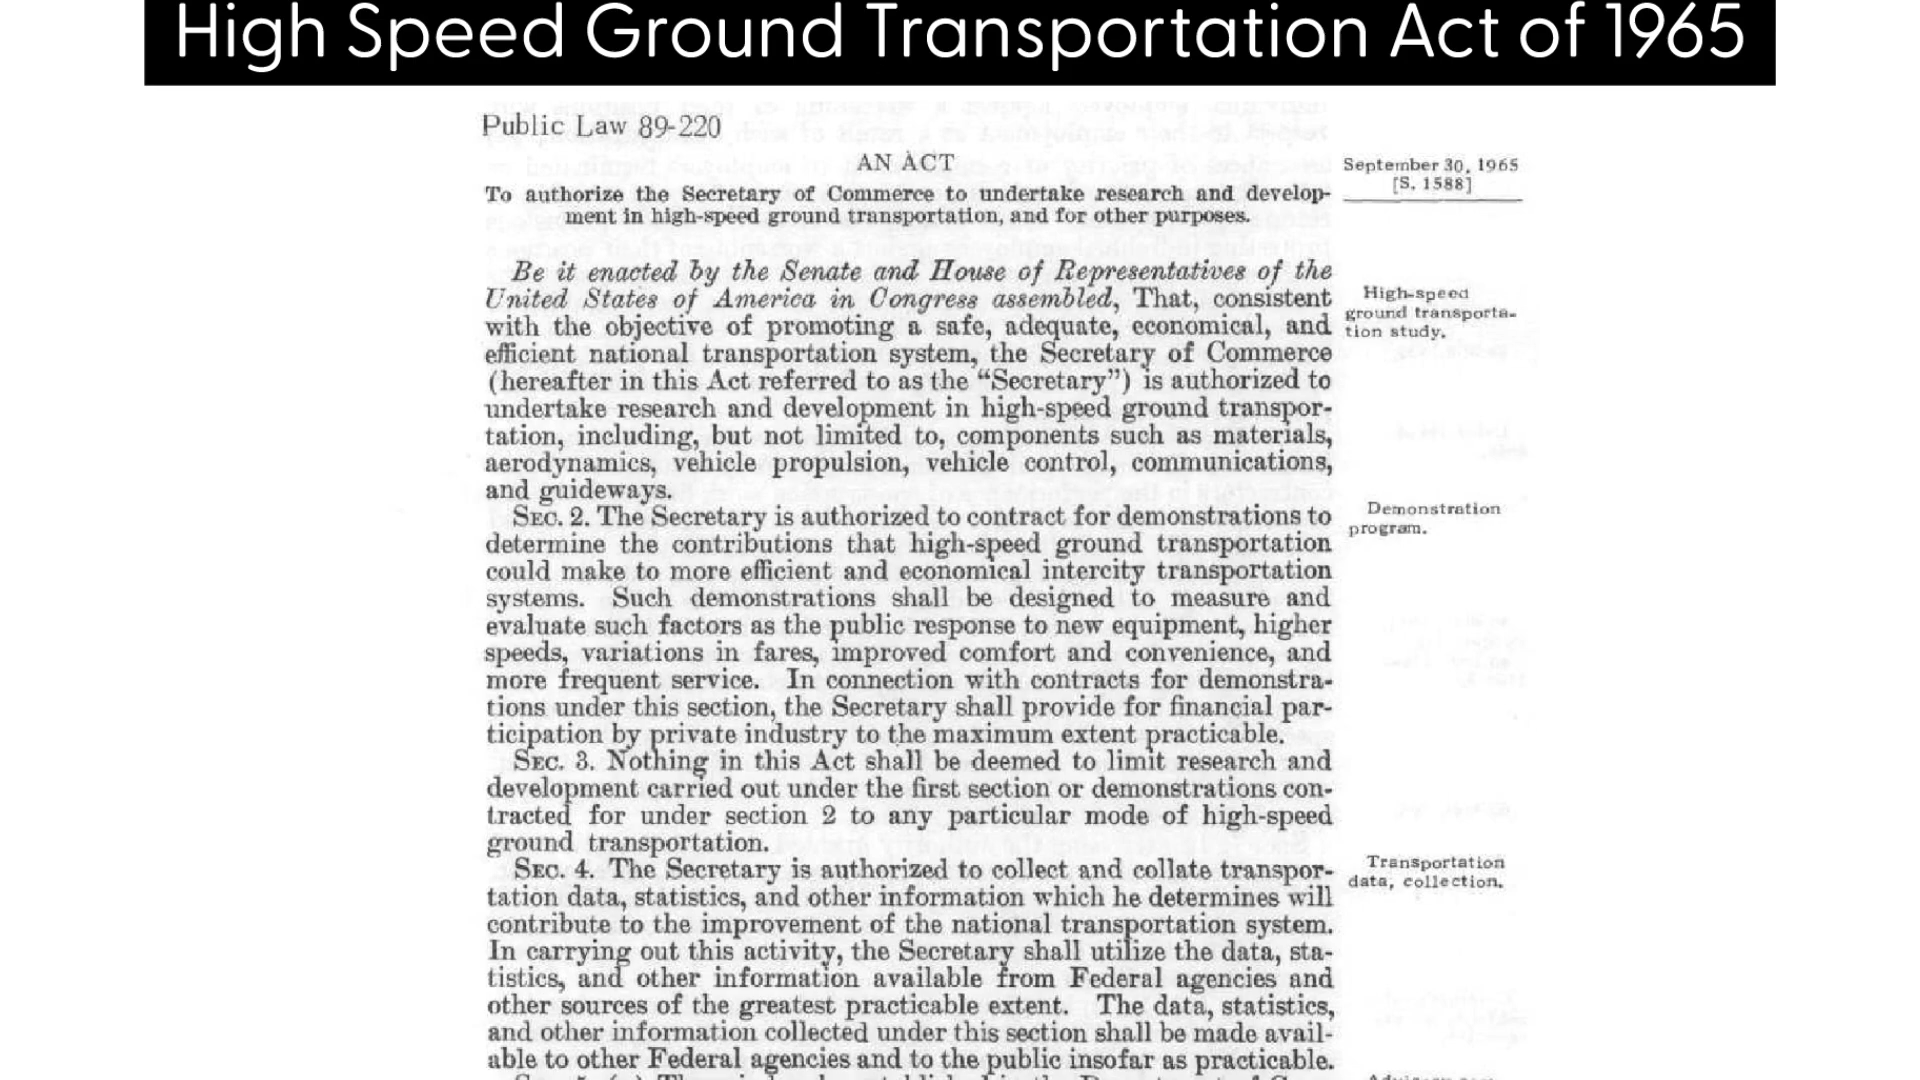 High Speed Ground Transportation Act of 1965
Public Law 89-220
AN ACT
To authorize the Secretary of Commerce to undertake research and develop-
ment in high-speed ground transportation, and for other purposes.
September 30, 1965
[S. 1588]
Be it enacted by the Senate and House of Representatives of the
United States of America in Congress assembled, That, consistent
with the objective of promoting a safe, adequate, economical, and
efficient national transportation system, the Secretary of Commerce
(hereafter in this Act referred to as the “Secretary”) is authorized to
undertake research and development in high-speed ground transpor-
tation, including, but not limited to, components such as materials,
aerodynamics, vehicle propulsion, vehicle control, communications,
and guideways.
High-speed
ground transporta-
tion study.
SEC. 2. The Secretary is authorized to contract for demonstrations to
determine the contributions that high-speed ground transportation
could make to more efficient and economical intercity transportation
systems. Such demonstrations shall be designed to measure and
evaluate such factors as the public response to new equipment, higher
speeds, variations in fares, improved comfort and convenience, and
more frequent service. In connection with contracts for demonstra-
tions under this section, the Secretary shall provide for financial par-
ticipation by private industry to the maximum extent practicable.
Demonstration
program.
SEC. 3. Nothing in this Act shall be deemed to limit research and
development carried out under the first section or demonstrations con-
tracted for under section 2 to any particular mode of high-speed
ground transportation.
SEC. 4. The Secretary is authorized to collect and collate transpor-
tation data, statistics, and other information which he determines will
contribute to the improvement of the national transportation system.
In carrying out this activity, the Secretary shall utilize the data, sta-
tistics, and other information available from Federal agencies and
other sources of the greatest practicable extent. The data, statistics,
and other information collected under this section shall be made avail-
able to other Federal agencies and to the public insofar as practicable.
Transportation
data, collection.